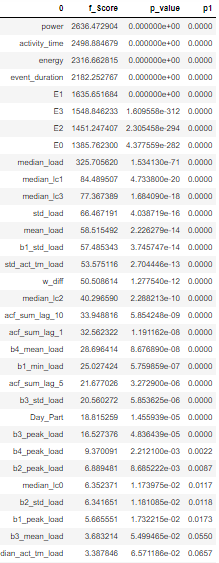 0 f_Score p_value p1
power 2636.472904 0.000000e+00 0.0000
activity_time 2498.884679 0.000000e+00 0.0000
energy 2316.662815 0.000000e+00 0.0000
event_duration 2182.252767 0.000000e+00 0.0000
E1 1635.651684 0.000000e+00 0.0000
E3 1548.846233 1.609558e-312 0.0000
E2 1451.247407 2.305458e-294 0.0000
E0 1385.762300 4.377559e-282 0.0000
median_load 325.705620 1.534130e-71 0.0000
median_lc1 84.489507 4.733800e-20 0.0000
median_lc3 77.367389 1.684090e-18 0.0000
std_load 66.467191 4.038719e-16 0.0000
mean_load 58.515492 2.226279e-14 0.0000
b1_std_load 57.485343 3.745747e-14 0.0000
std_act_tm_load 53.575116 2.704446e-13 0.0000
w_diff 50.508614 1.277540e-12 0.0000
median_lc2 40.296590 2.288213e-10 0.0000
acf_sum_lag_10 33.948816 5.854248e-09 0.0000
acf_sum_lag_1 32.562322 1.191162e-08 0.0000
b4_mean_load 28.696414 8.676890e-08 0.0000
b1_min_load 25.027424 5.759859e-07 0.0000
acf_sum_lag_5 21.677026 3.272900e-06 0.0000
b3_std_load 20.560272 5.853625e-06 0.0000
Day_Part 18.815259 1.455939e-05 0.0000
b3_peak_load 16.527376 4.836439e-05 0.0000
b4_peak_load 9.370091 2.212100e-03 0.0022
b2_peak_load 6.889481 8.685222e-03 0.0087
median_lc0 6.352371 1.173975e-02 0.0117
b2_std_load 6.341651 1.181085e-02 0.0118
b1_peak_load 5.665551 1.732215e-02 0.0173
b3_mean_load 3.683214 5.499465e-02 0.0550
dian_act_tm_load 3.387846 6.571186e-02 0.0657